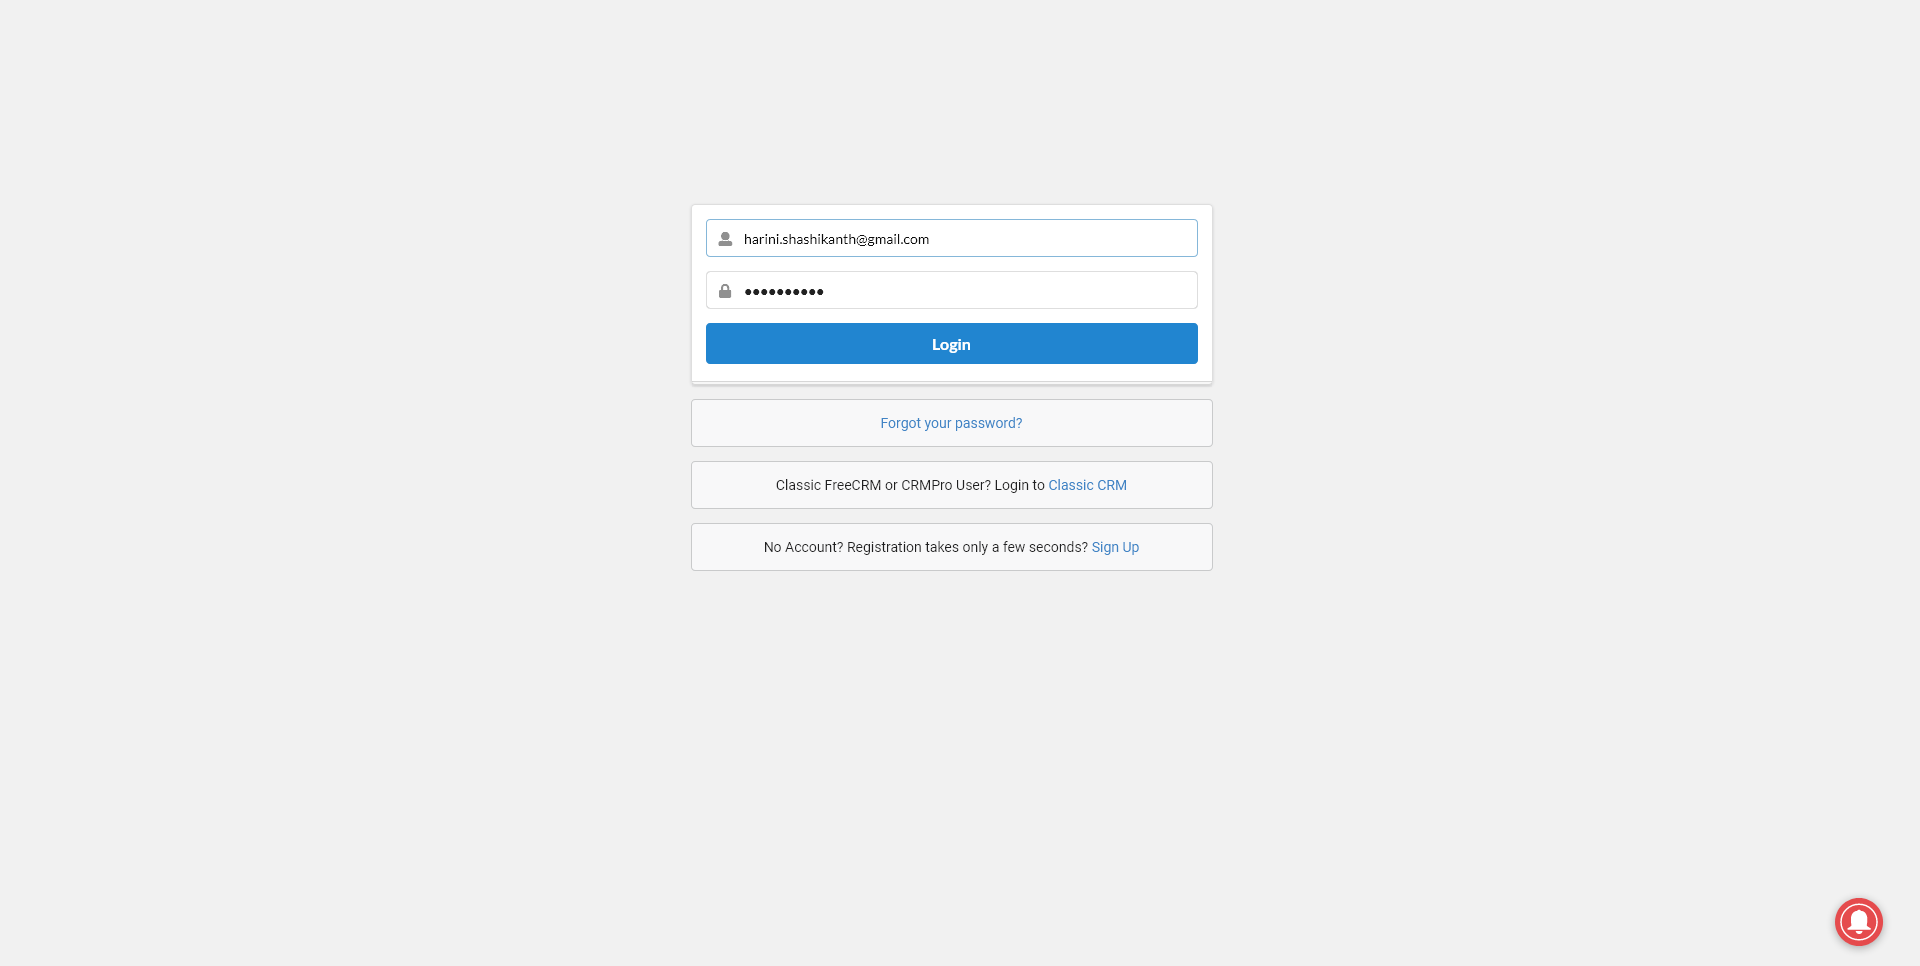 harini.shashikanth@gmail.com
••••••••••
Login
Forgot your password?
Classic FreeCRM or CRMPro User? Login to Classic CRM
No Account? Registration takes only a few seconds? Sign Up